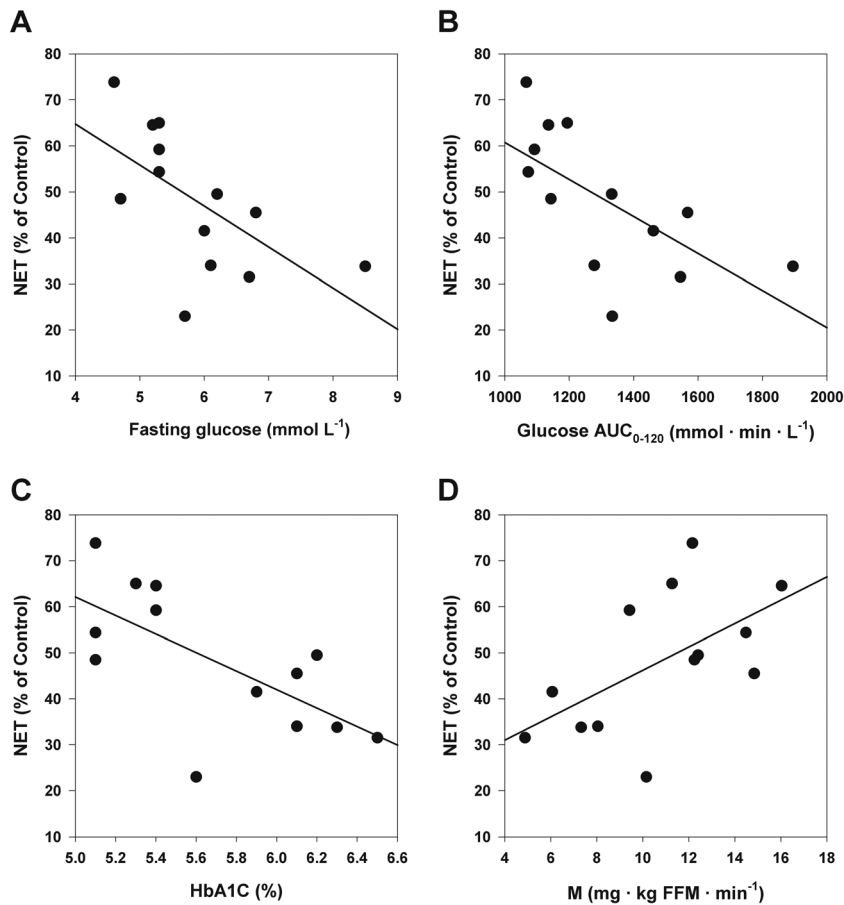 A
80
70
60
50
40
30
20
10
NET (% of Control)
4 5 6 7 8 9
Fasting glucose (mmol L⁻¹)
B
80
70
60
50
40
30
20
10
NET (% of Control)
1000 1200 1400 1600 1800 2000
Glucose AUC₀₋₁₂₀ (mmol · min · L⁻¹)
C
80
70
60
50
40
30
20
10
NET (% of Control)
5.0 5.2 5.4 5.6 5.8 6.0 6.2 6.4 6.6
HbA1C (%)
D
80
70
60
50
40
30
20
10
NET (% of Control)
4 6 8 10 12 14 16 18
M (mg · kg FFM · min⁻¹)